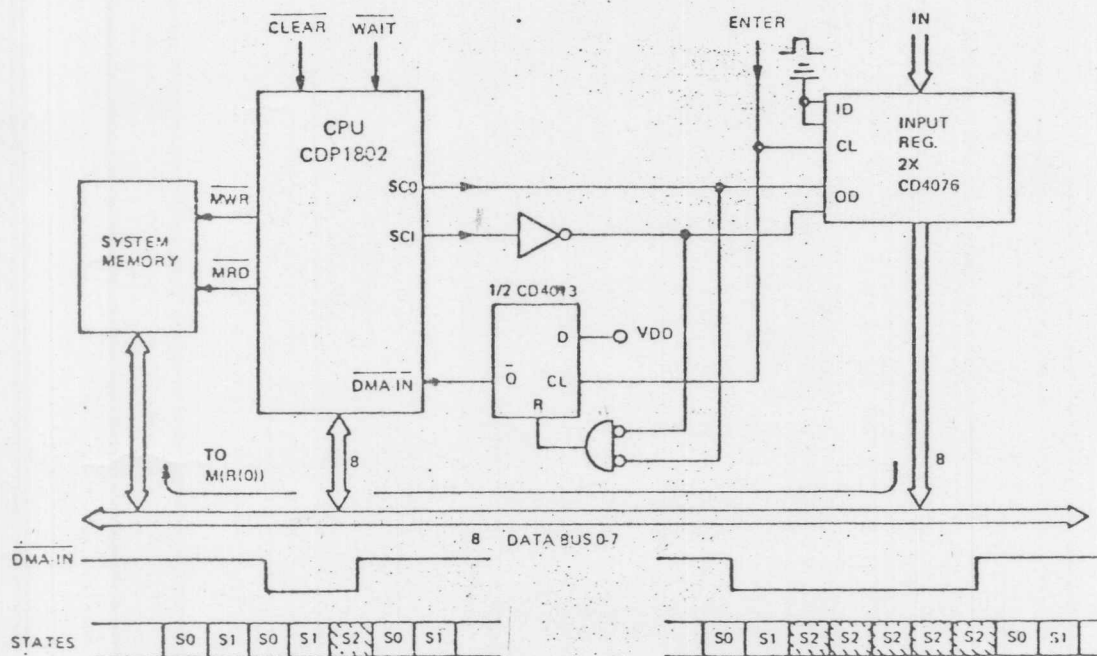 CLEAR WAIT ENTER IN
CPU
CDP1802
ID
CL
OD
INPUT
REG.
2X
CD4076
SC0
SC1
MWR
MRD
SYSTEM
MEMORY
1/2 CD4013
D
VDD
Q
CL
R
DMA-IN
TO
M(R(0))
8
8
8 DATA BUS 0-7
DMA-IN
STATES S0 S1 S0 S1 S2 S0 S1 S0 S1 S2 S2 S2 S2 S2 S0 S1